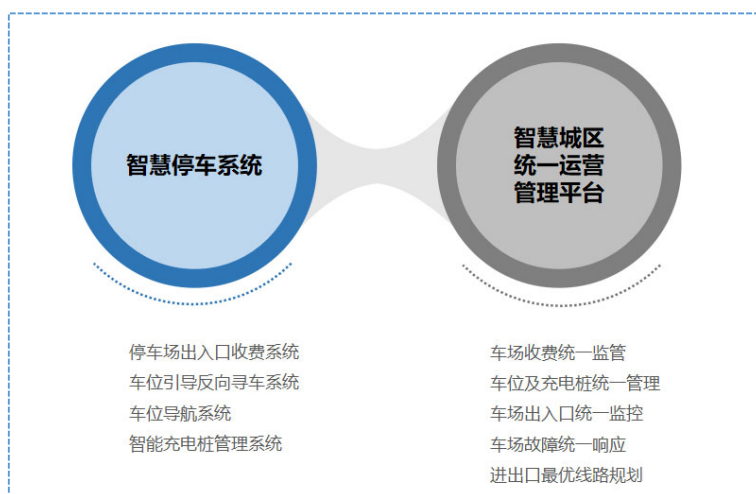 智慧停车系统
智慧城区
统一运营
管理平台
停车场出入口收费系统
车位引导反向寻车系统
车位导航系统
智能充电桩管理系统
车场收费统一监管
车位及充电桩统一管理
车场出入口统一监控
车场故障统一响应
进出口最优线路规划